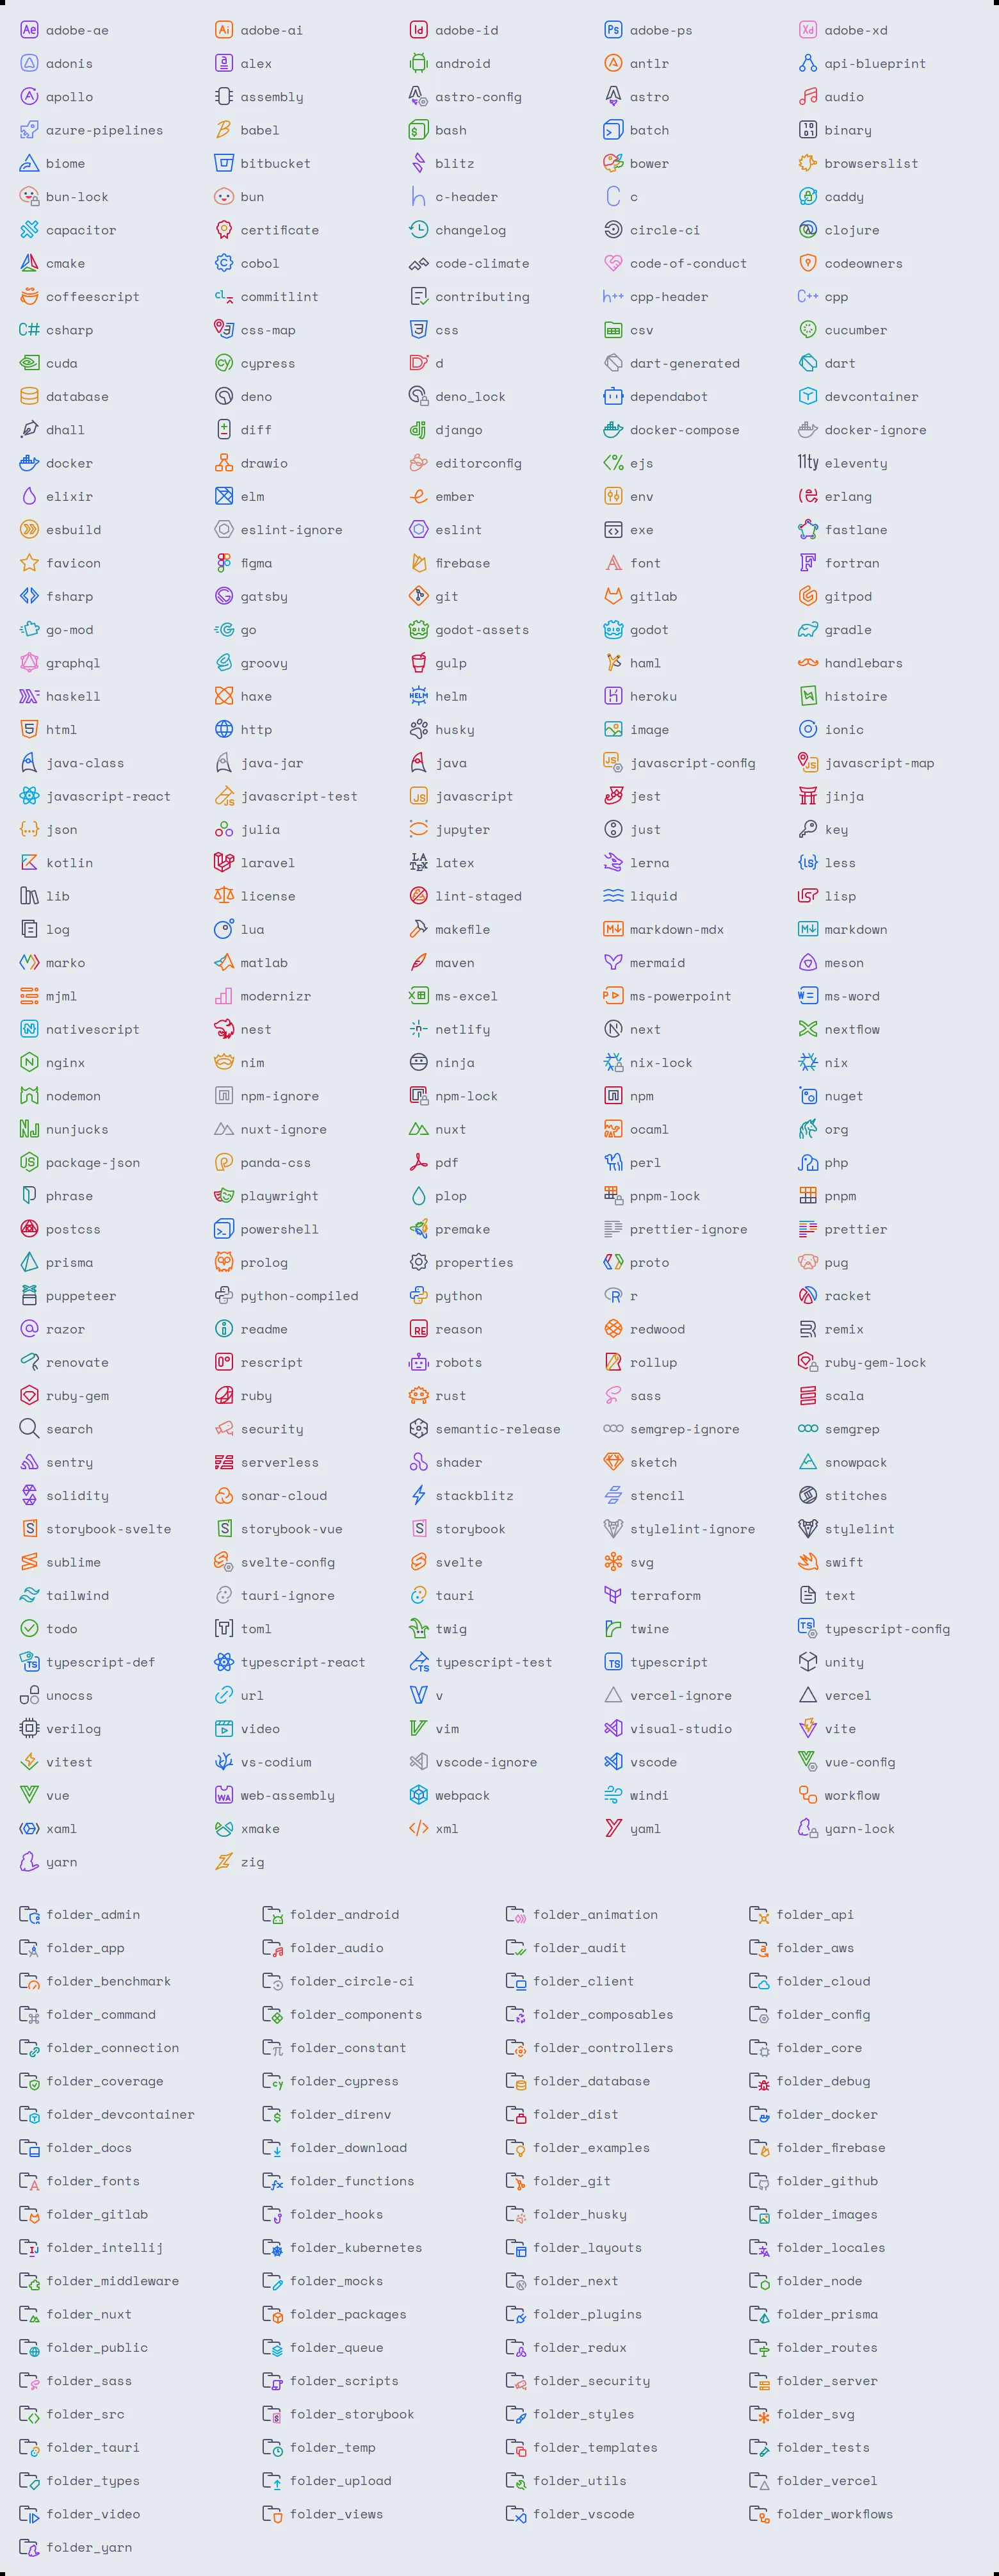 adobe-ae adobe-ai adobe-id adobe-ps adobe-xd
adonis alex android antlr api-blueprint
apollo assembly astro-config astro audio
azure-pipelines babel bash batch binary
biome bitbucket blitz bower browserslist
bun-lock bun c-header c caddy
capacitor certificate changelog circle-ci clojure
cmake cobol code-climate code-of-conduct codeowners
coffeescript commitlint contributing cpp-header cpp
csharp css-map css csv cucumber
cuda cypress d dart-generated dart
database deno deno_lock dependabot devcontainer
dhall diff django docker-compose docker-ignore
docker drawio editorconfig ejs eleventy
elixir elm ember env erlang
esbuild eslint-ignore eslint exe fastlane
favicon figma firebase font fortran
fsharp gatsby git gitlab gitpod
go-mod go godot-assets godot gradle
graphql groovy gulp haml handlebars
haskell haxe helm heroku histoire
html http husky image ionic
java-class java-jar java javascript-config javascript-map
javascript-react javascript-test javascript jest jinja
json julia jupyter just key
kotlin laravel latex lerna less
lib license lint-staged liquid lisp
log lua makefile markdown-mdx markdown
marko matlab maven mermaid meson
mjml modernizr ms-excel ms-powerpoint ms-word
nativescript nest netlify next nextflow
nginx nim ninja nix-lock nix
nodemon npm-ignore npm-lock npm nuget
nunjucks nuxt-ignore nuxt ocaml org
package-json panda-css pdf perl php
phrase playwright plop pnpm-lock pnpm
postcss powershell premake prettier-ignore prettier
prisma prolog properties proto pug
puppeteer python-compiled python r racket
razor readme reason redwood remix
renovate rescript robots rollup ruby-gem-lock
ruby-gem ruby rust sass scala
search security semantic-release semgrep-ignore semgrep
sentry serverless shader sketch snowpack
solidity sonar-cloud stackblitz stencil stitches
storybook-svelte storybook-vue storybook stylelint-ignore stylelint
sublime svelte-config svelte svg swift
tailwind tauri-ignore tauri terraform text
todo toml twig twine typescript-config
typescript-def typescript-react typescript-test typescript unity
unocss url v vercel-ignore vercel
verilog video vim visual-studio vite
vitest vs-codium vscode-ignore vscode vue-config
vue web-assembly webpack windi workflow
xaml xmake xml yaml yarn-lock
yarn zig
folder_admin folder_android folder_animation folder_api
folder_app folder_audio folder_audit folder_aws
folder_benchmark folder_circle-ci folder_client folder_cloud
folder_command folder_components folder_composables folder_config
folder_connection folder_constant folder_controllers folder_core
folder_coverage folder_cypress folder_database folder_debug
folder_devcontainer folder_direnv folder_dist folder_docker
folder_docs folder_download folder_examples folder_firebase
folder_fonts folder_functions folder_git folder_github
folder_gitlab folder_hooks folder_husky folder_images
folder_intellij folder_kubernetes folder_layouts folder_locales
folder_middleware folder_mocks folder_next folder_node
folder_nuxt folder_packages folder_plugins folder_prisma
folder_public folder_queue folder_redux folder_routes
folder_sass folder_scripts folder_security folder_server
folder_src folder_storybook folder_styles folder_svg
folder_tauri folder_temp folder_templates folder_tests
folder_types folder_upload folder_utils folder_vercel
folder_video folder_views folder_vscode folder_workflows
folder_yarn